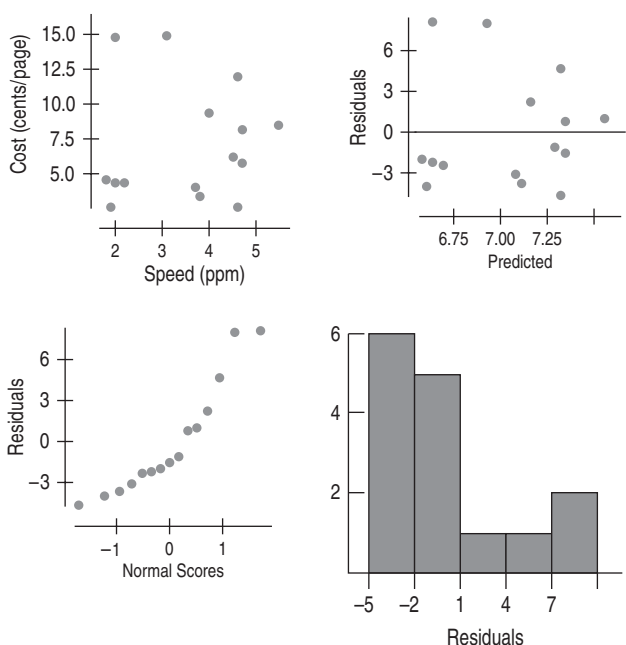 15.0
12.5
10.0
7.5
5.0
Cost (cents/page)
2 3 4 5
Speed (ppm)
6
3
0
−3
Residuals
6.75 7.00 7.25
Predicted
6
3
0
−3
Residuals
−1 0 1
Normal Scores
6
4
2
−5 −2 1 4 7
Residuals